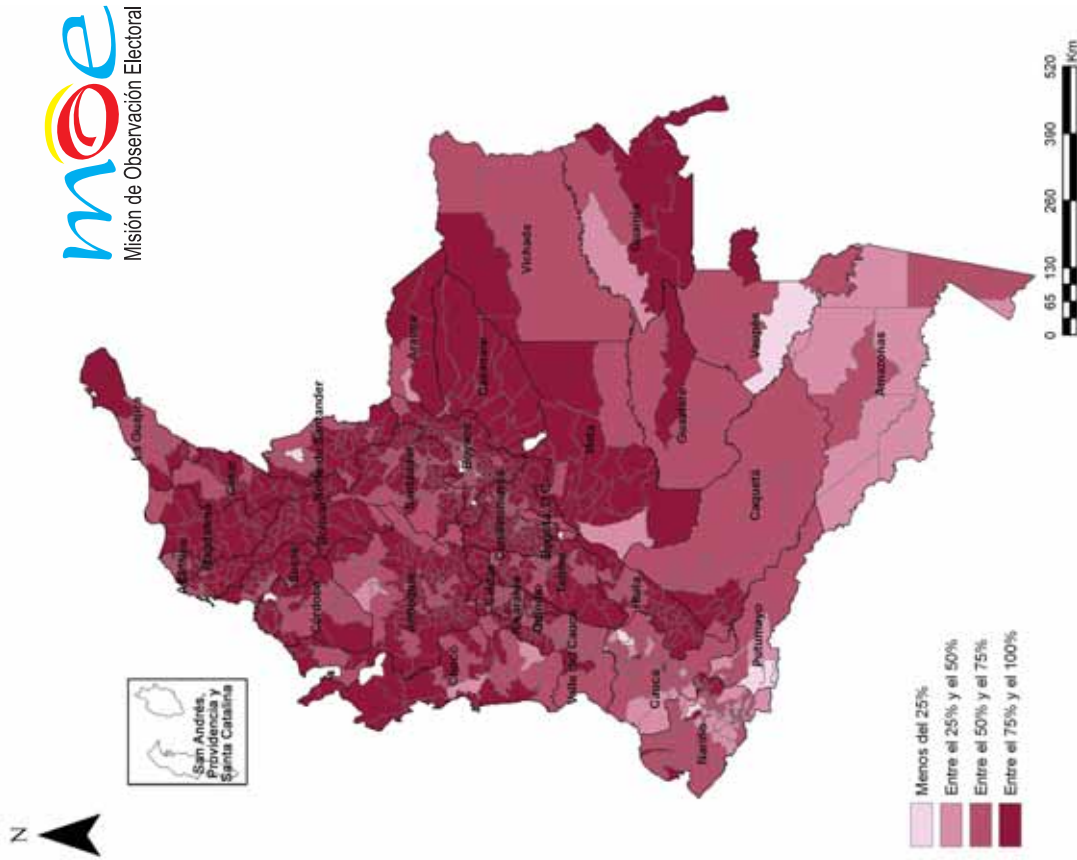 moe
Misión de Observación Electoral
N
San Andrés,
Providencia y
Santa Catalina
La Guajira
Atlántico
Magdalena
Cesar
Bolívar
Sucre
Córdoba
Norte de Santander
Antioquia
Santander
Arauca
Chocó
Caldas
Risaralda
Quindío
Boyacá
Cundinamarca
Bogotá, D.C.
Casanare
Vichada
Tolima
Valle del Cauca
Meta
Huila
Cauca
Guainía
Guaviare
Nariño
Caquetá
Vaupés
Putumayo
Amazonas
Menos del 25%
Entre el 25% y el 50%
Entre el 50% y el 75%
Entre el 75% y el 100%
0 65 130 260 390 520
Km